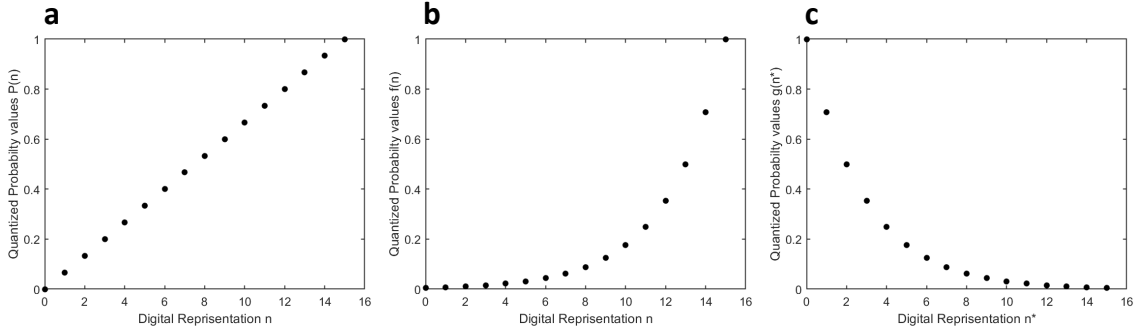 a
Quantized Probabilty values P(n)
1
0.8
0.6
0.4
0.2
0
0 2 4 6 8 10 12 14 16
Digital Reprisentation n
b
Quantized Probabilty values f(n)
1
0.8
0.6
0.4
0.2
0
0 2 4 6 8 10 12 14 16
Digital Reprisentation n
c
Quantized Probabilty values g(n*)
1
0.8
0.6
0.4
0.2
0
0 2 4 6 8 10 12 14 16
Digital Reprisentation n*